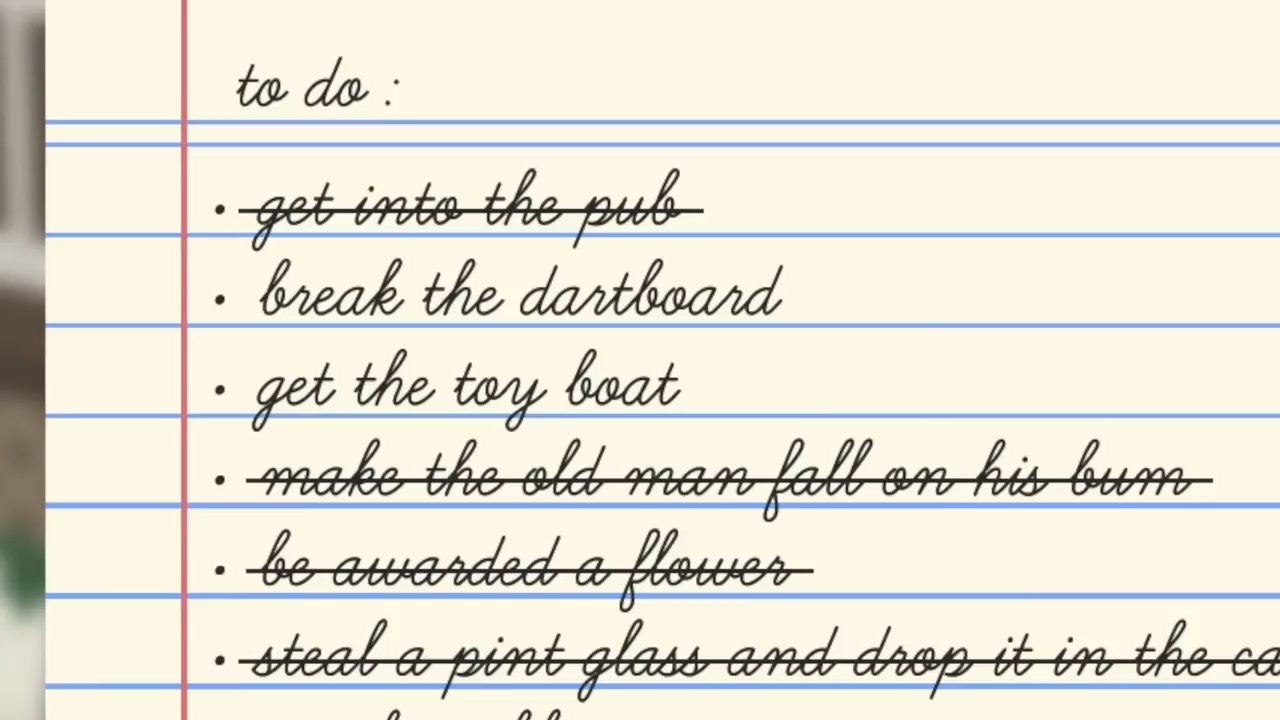 to do :
• get into the pub
• break the dartboard
• get the toy boat
• make the old man fall on his bum
• be awarded a flower
• steal a pint glass and drop it in the